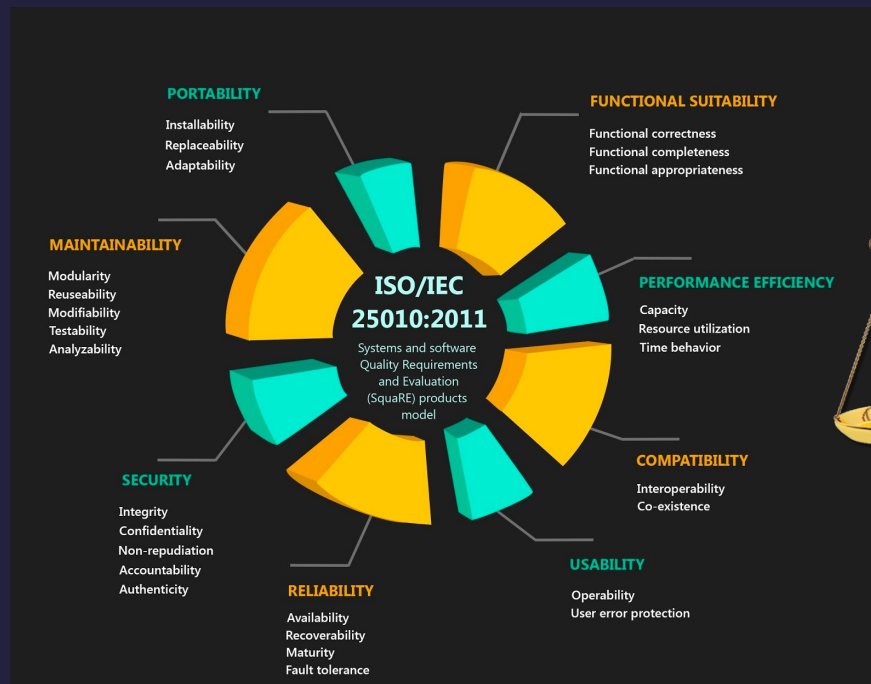 PORTABILITY
Installability
Replaceability
Adaptability
FUNCTIONAL SUITABILITY
Functional correctness
Functional completeness
Functional appropriateness
MAINTAINABILITY
Modularity
Reuseability
Modifiability
Testability
Analyzability
ISO/IEC
25010:2011
Systems and software
Quality Requirements
and Evaluation
(SquaRE) products
model
PERFORMANCE EFFICIENCY
Capacity
Resource utilization
Time behavior
COMPATIBILITY
Interoperability
Co-existence
SECURITY
Integrity
Confidentiality
Non-repudiation
Accountability
Authenticity
RELIABILITY
Availability
Recoverability
Maturity
Fault tolerance
USABILITY
Operability
User error protection